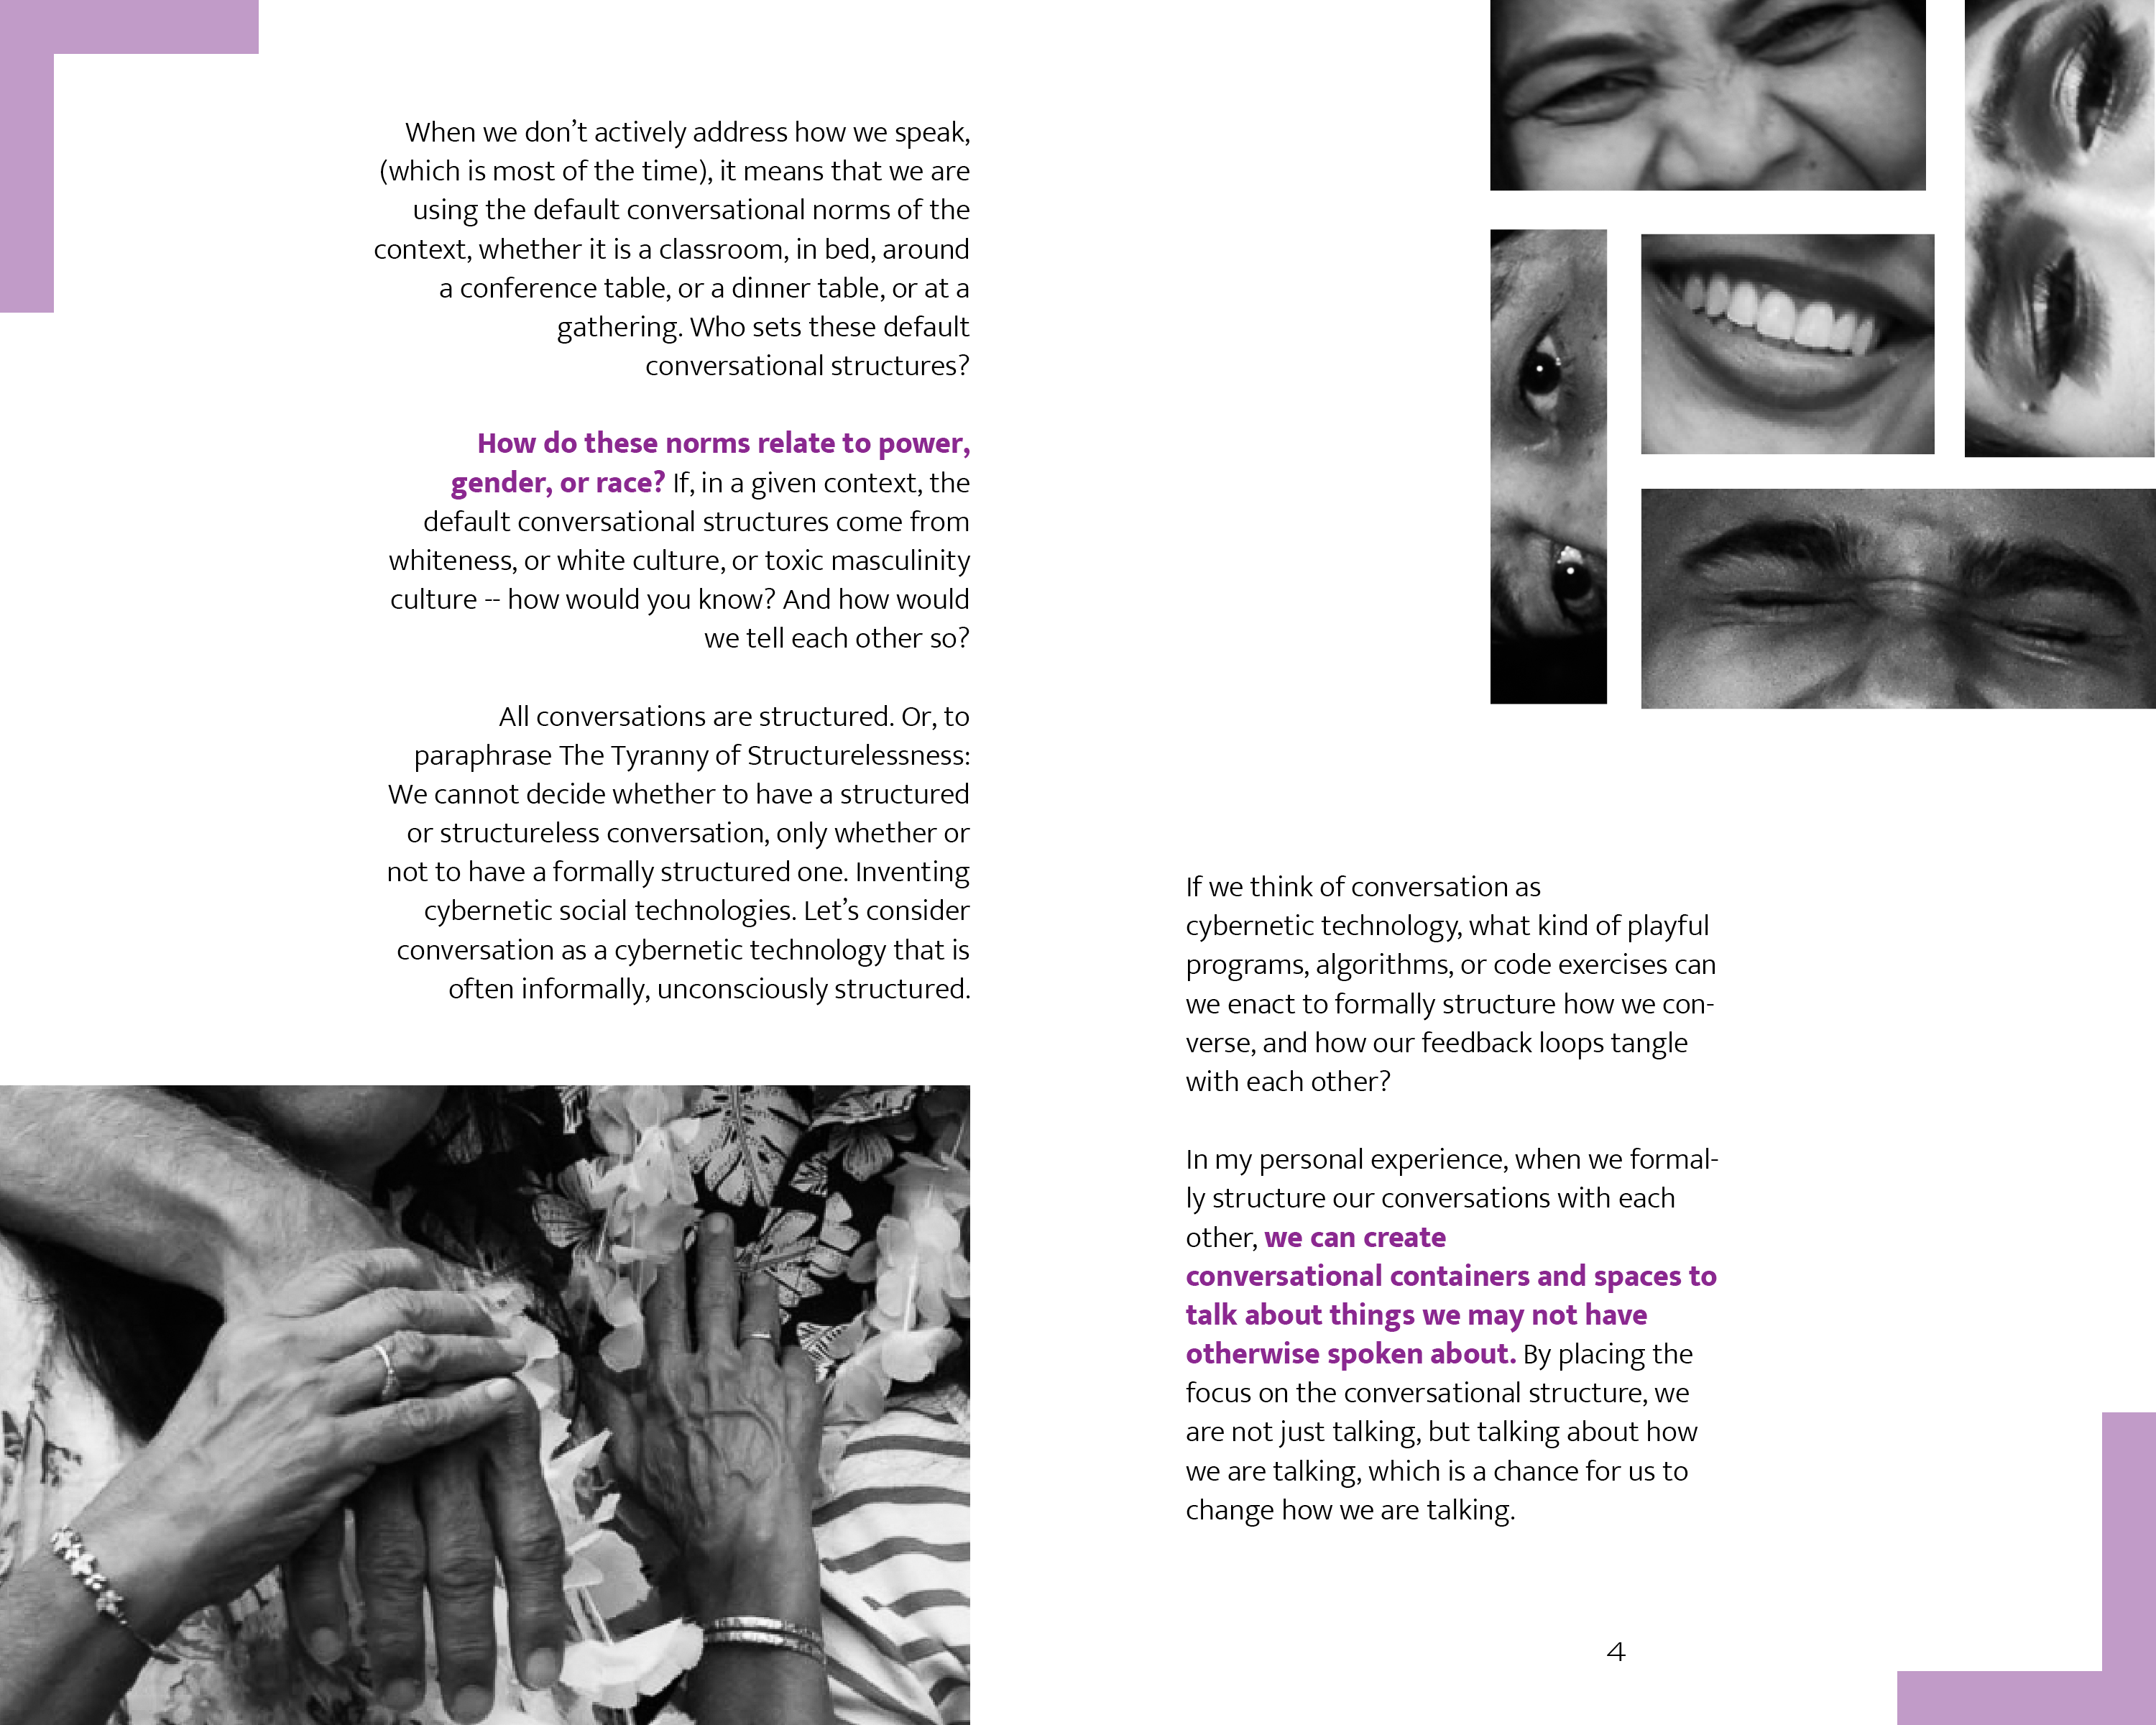 When we don’t actively address how we speak,
(which is most of the time), it means that we are
using the default conversational norms of the
context, whether it is a classroom, in bed, around
a conference table, or a dinner table, or at a
gathering. Who sets these default
conversational structures?
How do these norms relate to power,
gender, or race? If, in a given context, the
default conversational structures come from
whiteness, or white culture, or toxic masculinity
culture -- how would you know? And how would
we tell each other so?
All conversations are structured. Or, to
paraphrase The Tyranny of Structurelessness:
We cannot decide whether to have a structured
or structureless conversation, only whether or
not to have a formally structured one. Inventing
cybernetic social technologies. Let’s consider
conversation as a cybernetic technology that is
often informally, unconsciously structured.
If we think of conversation as
cybernetic technology, what kind of playful
programs, algorithms, or code exercises can
we enact to formally structure how we con-
verse, and how our feedback loops tangle
with each other?
In my personal experience, when we formal-
ly structure our conversations with each
other, we can create
conversational containers and spaces to
talk about things we may not have
otherwise spoken about. By placing the
focus on the conversational structure, we
are not just talking, but talking about how
we are talking, which is a chance for us to
change how we are talking.
4